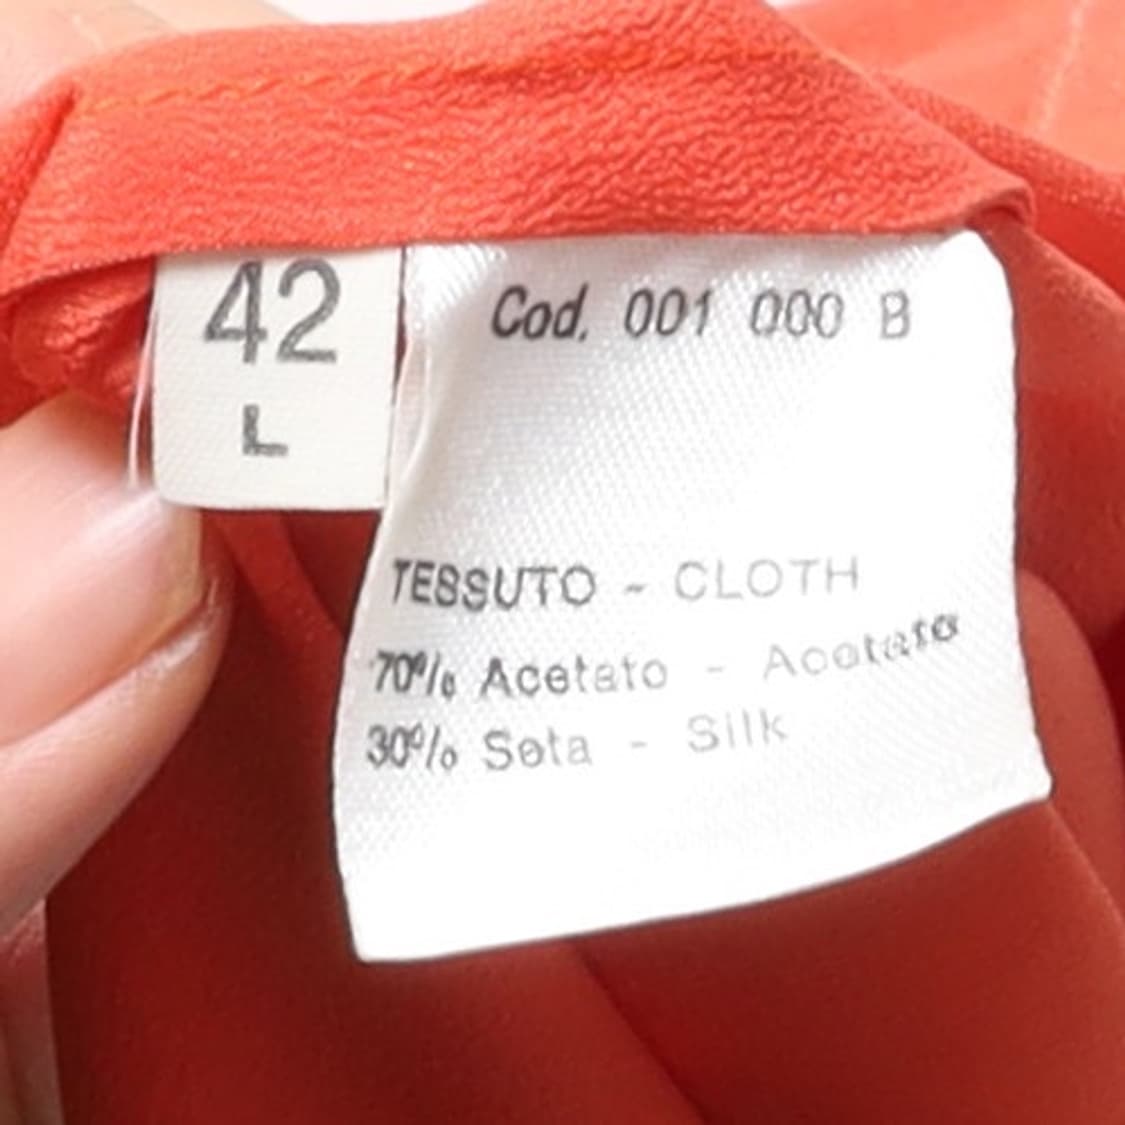 42
L
Cod. 001 000 B
TESSUTO - CLOTH
70% Acetato - Acetate
30% Seta - Silk